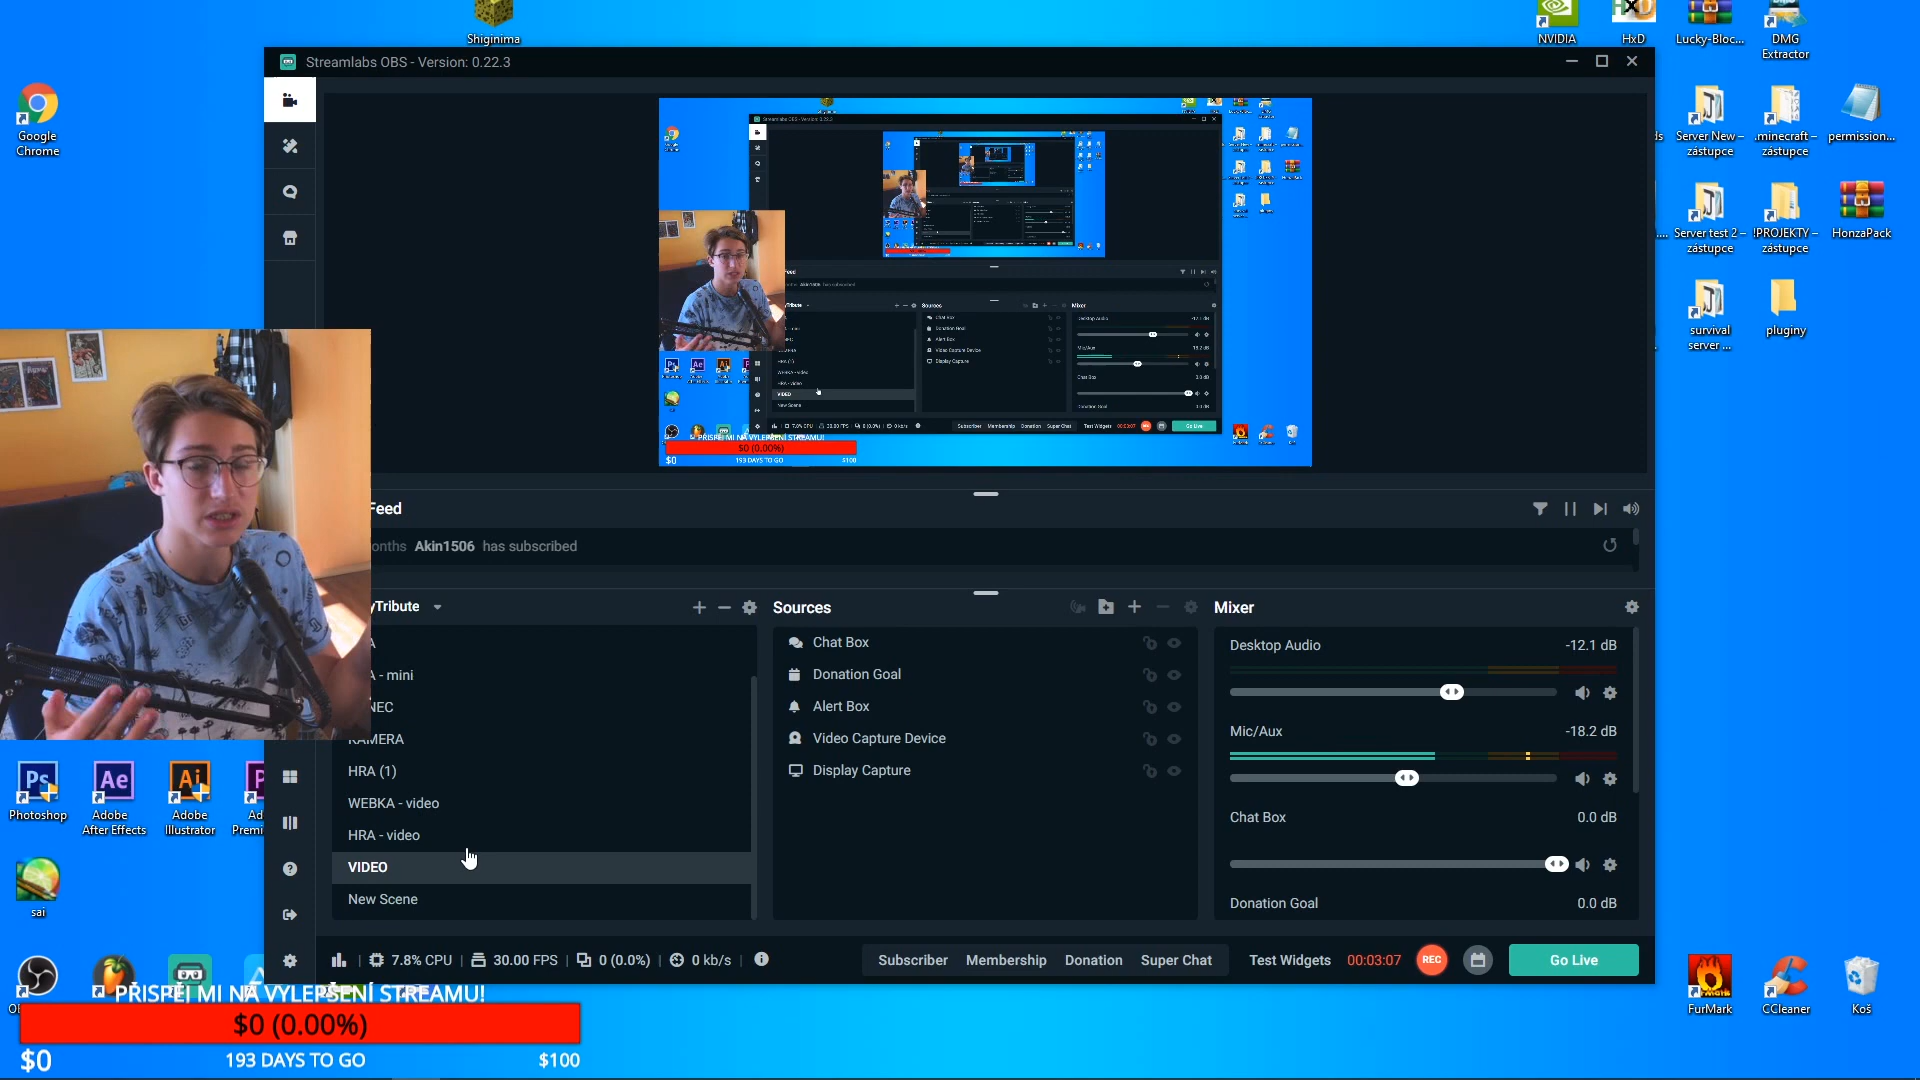 Shiginima
NVIDIA
HxD
Lucky-Bloc...
DMG
Extractor
Streamlabs OBS - Version: 0.22.3
Google
Chrome
Server New –
zástupce
.minecraft –
zástupce
permission...
Server test 2 –
zástupce
!PROJEKTY –
zástupce
HonzaPack
survival
server ...
pluginy
Feed
onths Akin1506 has subscribed
yTribute
Sources
Mixer
A
A - mini
NEC
KAMERA
HRA (1)
WEBKA - video
HRA - video
VIDEO
New Scene
Chat Box
Donation Goal
Alert Box
Video Capture Device
Display Capture
Desktop Audio
-12.1 dB
Mic/Aux
-18.2 dB
Chat Box
0.0 dB
Donation Goal
0.0 dB
Photoshop
Adobe
After Effects
Adobe
Illustrator
Ad
Premi
sai
7.8% CPU
30.00 FPS
0 (0.0%)
0 kb/s
Subscriber
Membership
Donation
Super Chat
Test Widgets
00:03:07
REC
Go Live
PŘISPĚJ MI NA VYLEPŠENÍ STREAMU!
$0 (0.00%)
$0
193 DAYS TO GO
$100
FurMark
CCleaner
Koš